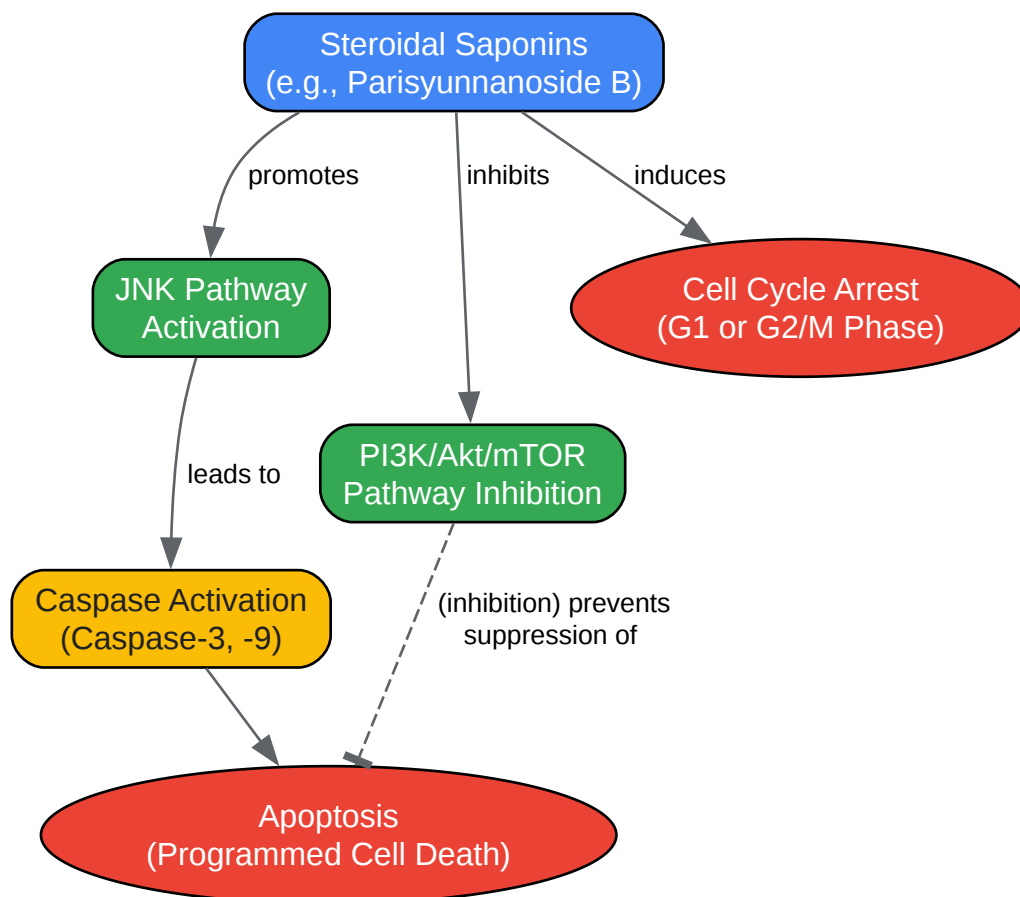 Steroidal Saponins
(e.g., Parisyunnanoside B)
promotes
inhibits
induces
JNK Pathway
Activation
Cell Cycle Arrest
(G1 or G2/M Phase)
leads to
PI3K/Akt/mTOR
Pathway Inhibition
Caspase Activation
(Caspase-3, -9)
(inhibition) prevents
suppression of
Apoptosis
(Programmed Cell Death)